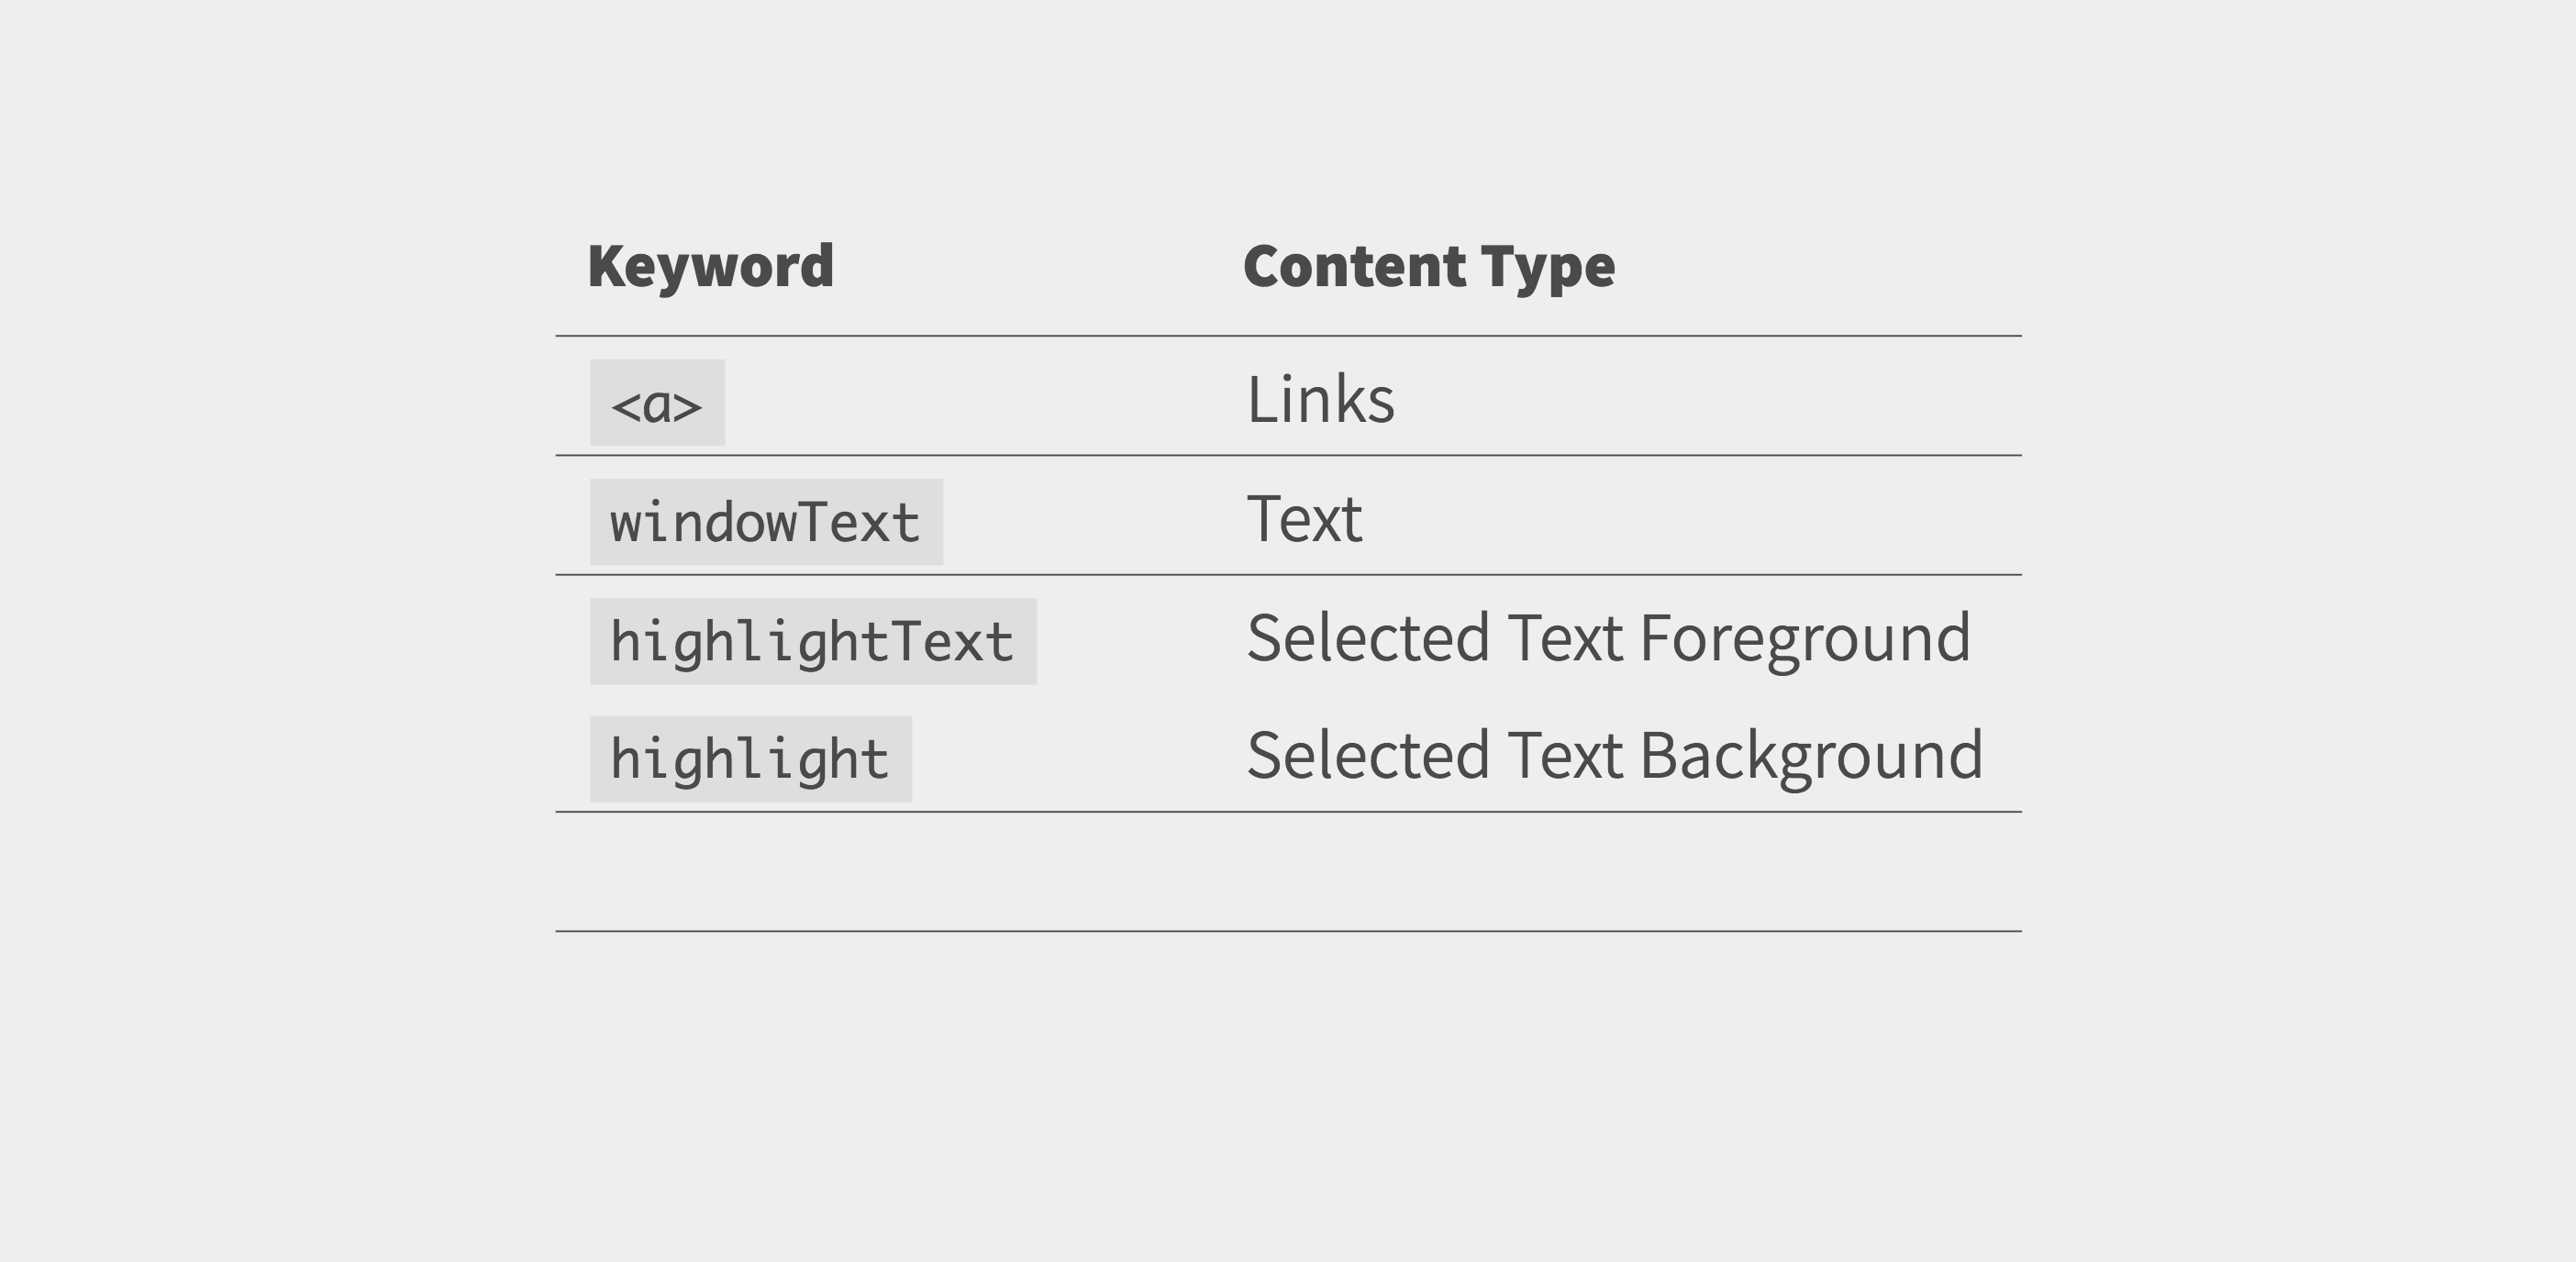 Keyword Content Type
<a> Links
windowText Text
highlightText Selected Text Foreground
highlight Selected Text Background